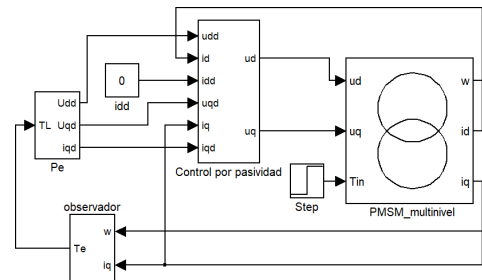 udd
id
idd
uqd
iq
iqd
ud
uq
Control por pasividad
0
idd
Udd
TL
Uqd
iqd
Pe
ud
uq
Tin
w
id
iq
PMSM_multinivel
Step
observador
w
Te
iq